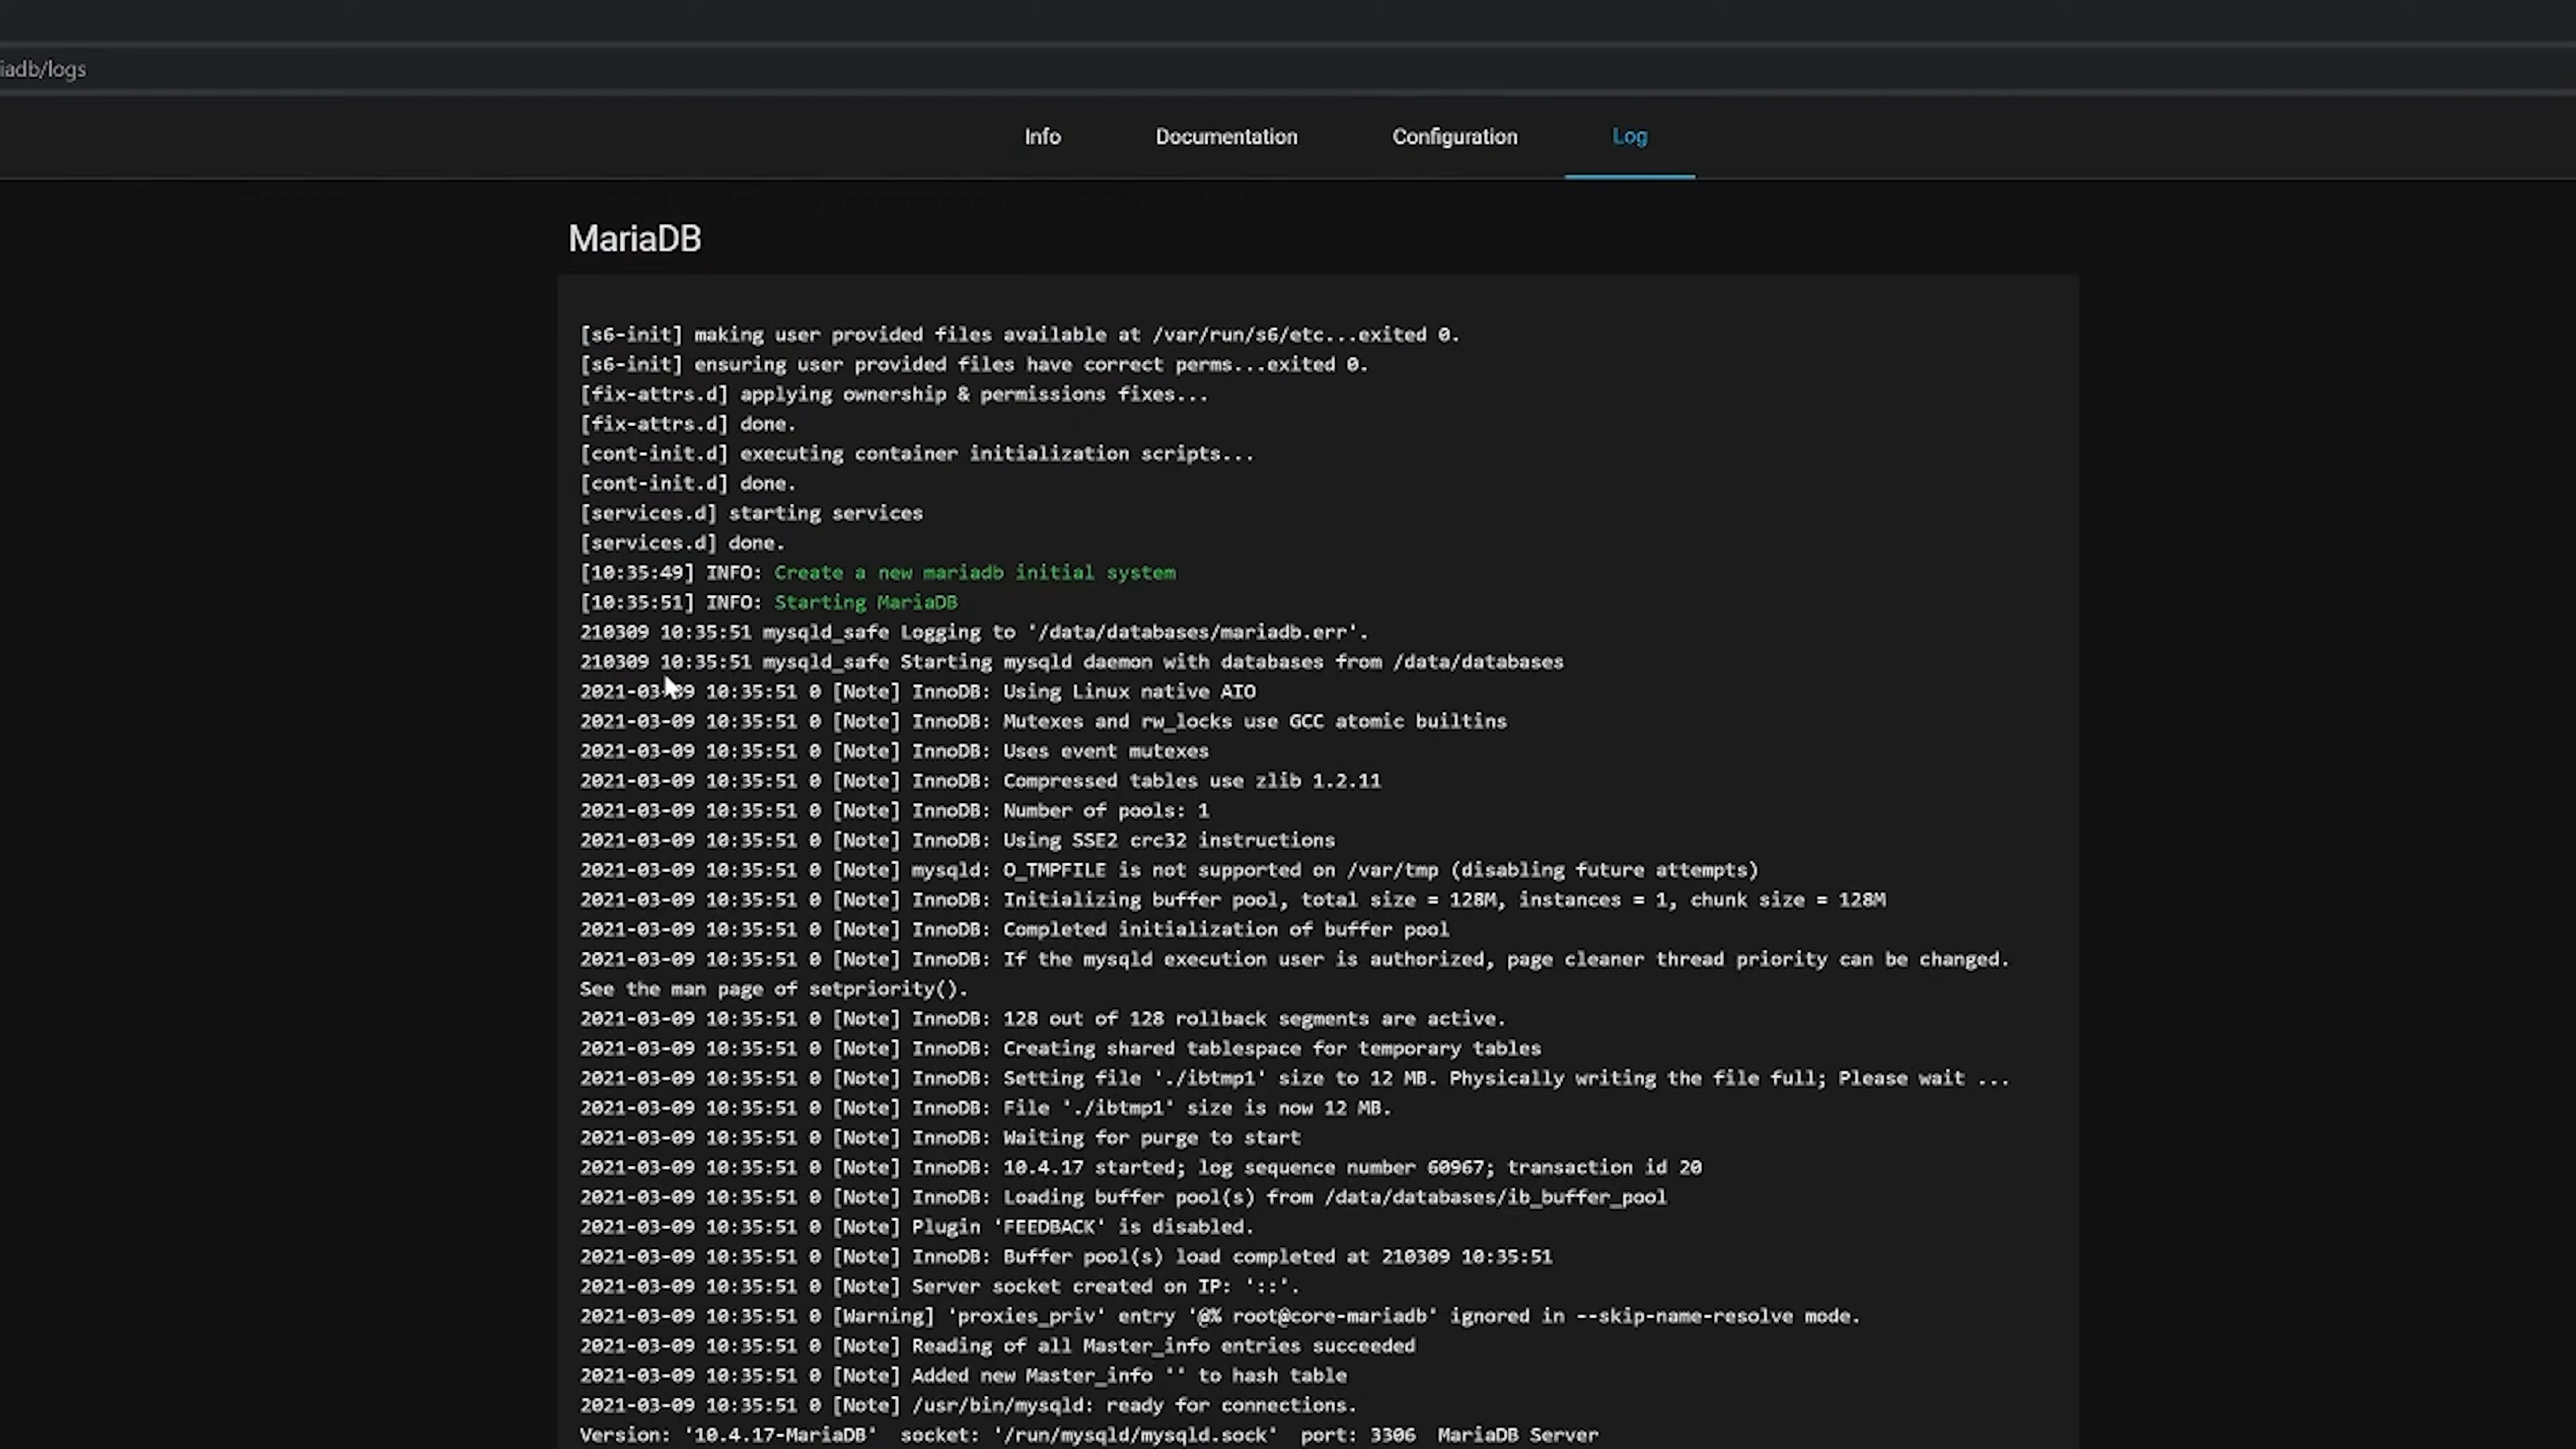 iadb/logs
Info Documentation Configuration Log
MariaDB
[s6-init] making user provided files available at /var/run/s6/etc...exited 0.
[s6-init] ensuring user provided files have correct perms...exited 0.
[fix-attrs.d] applying ownership & permissions fixes...
[fix-attrs.d] done.
[cont-init.d] executing container initialization scripts...
[cont-init.d] done.
[services.d] starting services
[services.d] done.
[10:35:49] INFO: Create a new mariadb initial system
[10:35:51] INFO: Starting MariaDB
210309 10:35:51 mysqld_safe Logging to '/data/databases/mariadb.err'.
210309 10:35:51 mysqld_safe Starting mysqld daemon with databases from /data/databases
2021-03-09 10:35:51 0 [Note] InnoDB: Using Linux native AIO
2021-03-09 10:35:51 0 [Note] InnoDB: Mutexes and rw_locks use GCC atomic builtins
2021-03-09 10:35:51 0 [Note] InnoDB: Uses event mutexes
2021-03-09 10:35:51 0 [Note] InnoDB: Compressed tables use zlib 1.2.11
2021-03-09 10:35:51 0 [Note] InnoDB: Number of pools: 1
2021-03-09 10:35:51 0 [Note] InnoDB: Using SSE2 crc32 instructions
2021-03-09 10:35:51 0 [Note] mysqld: O_TMPFILE is not supported on /var/tmp (disabling future attempts)
2021-03-09 10:35:51 0 [Note] InnoDB: Initializing buffer pool, total size = 128M, instances = 1, chunk size = 128M
2021-03-09 10:35:51 0 [Note] InnoDB: Completed initialization of buffer pool
2021-03-09 10:35:51 0 [Note] InnoDB: If the mysqld execution user is authorized, page cleaner thread priority can be changed.
See the man page of setpriority().
2021-03-09 10:35:51 0 [Note] InnoDB: 128 out of 128 rollback segments are active.
2021-03-09 10:35:51 0 [Note] InnoDB: Creating shared tablespace for temporary tables
2021-03-09 10:35:51 0 [Note] InnoDB: Setting file './ibtmp1' size to 12 MB. Physically writing the file full; Please wait ...
2021-03-09 10:35:51 0 [Note] InnoDB: File './ibtmp1' size is now 12 MB.
2021-03-09 10:35:51 0 [Note] InnoDB: Waiting for purge to start
2021-03-09 10:35:51 0 [Note] InnoDB: 10.4.17 started; log sequence number 60967; transaction id 20
2021-03-09 10:35:51 0 [Note] InnoDB: Loading buffer pool(s) from /data/databases/ib_buffer_pool
2021-03-09 10:35:51 0 [Note] Plugin 'FEEDBACK' is disabled.
2021-03-09 10:35:51 0 [Note] InnoDB: Buffer pool(s) load completed at 210309 10:35:51
2021-03-09 10:35:51 0 [Note] Server socket created on IP: '::'.
2021-03-09 10:35:51 0 [Warning] 'proxies_priv' entry '@% root@core-mariadb' ignored in --skip-name-resolve mode.
2021-03-09 10:35:51 0 [Note] Reading of all Master_info entries succeeded
2021-03-09 10:35:51 0 [Note] Added new Master_info '' to hash table
2021-03-09 10:35:51 0 [Note] /usr/bin/mysqld: ready for connections.
Version: '10.4.17-MariaDB'  socket: '/run/mysqld/mysqld.sock'  port: 3306  MariaDB Server